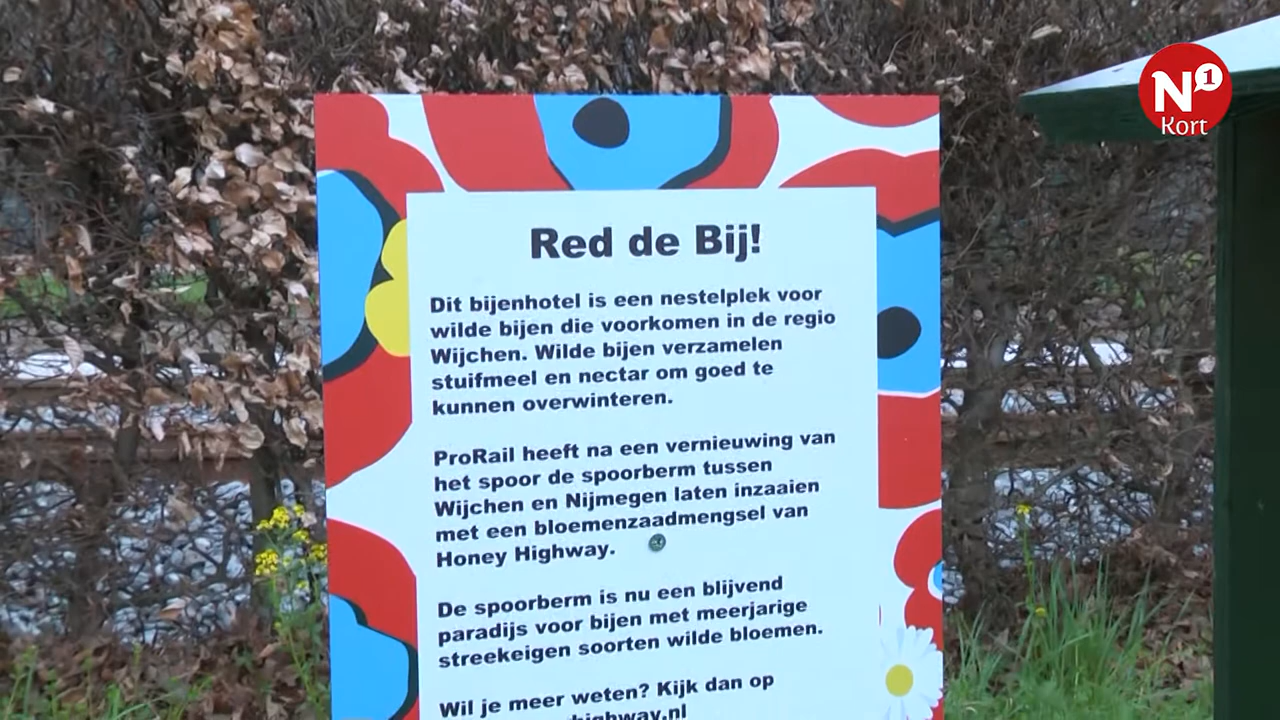 N1
Kort
Red de Bij!
Dit bijenhotel is een nestelplek voor
wilde bijen die voorkomen in de regio
Wijchen. Wilde bijen verzamelen
stuifmeel en nectar om goed te
kunnen overwinteren.
ProRail heeft na een vernieuwing van
het spoor de spoorberm tussen
Wijchen en Nijmegen laten inzaaien
met een bloemenzaadmengsel van
Honey Highway.
De spoorberm is nu een blijvend
paradijs voor bijen met meerjarige
streekeigen soorten wilde bloemen.
Wil je meer weten? Kijk dan op
highway.nl